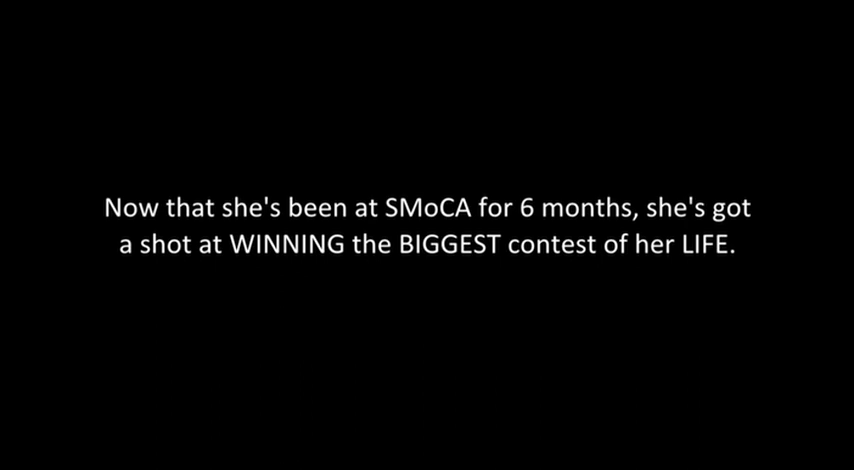 Now that she's been at SMoCA for 6 months, she's got
a shot at WINNING the BIGGEST contest of her LIFE.